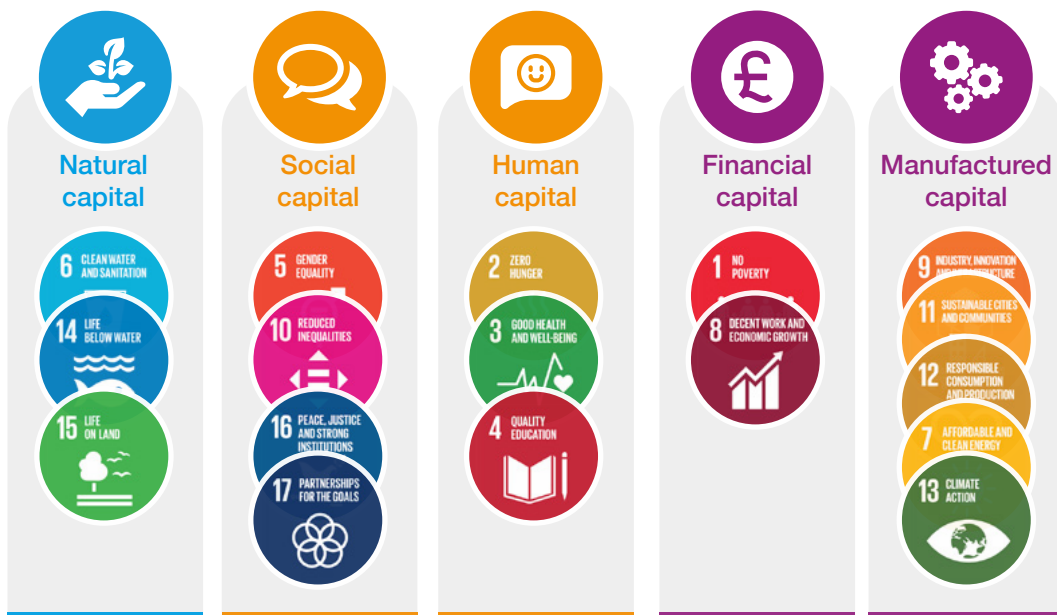 Natural
capital
6 CLEAN WATER
AND SANITATION
14 LIFE
BELOW WATER
15 LIFE
ON LAND
Social
capital
5 GENDER
EQUALITY
10 REDUCED
INEQUALITIES
16 PEACE, JUSTICE
AND STRONG
INSTITUTIONS
17 PARTNERSHIPS
FOR THE GOALS
Human
capital
2 ZERO
HUNGER
3 GOOD HEALTH
AND WELL-BEING
4 QUALITY
EDUCATION
Financial
capital
£
1 NO
POVERTY
8 DECENT WORK AND
ECONOMIC GROWTH
Manufactured
capital
9 INDUSTRY, INNOVATION
AND INFRASTRUCTURE
11 SUSTAINABLE CITIES
AND COMMUNITIES
12 RESPONSIBLE
CONSUMPTION
AND PRODUCTION
7 AFFORDABLE AND
CLEAN ENERGY
13 CLIMATE
ACTION